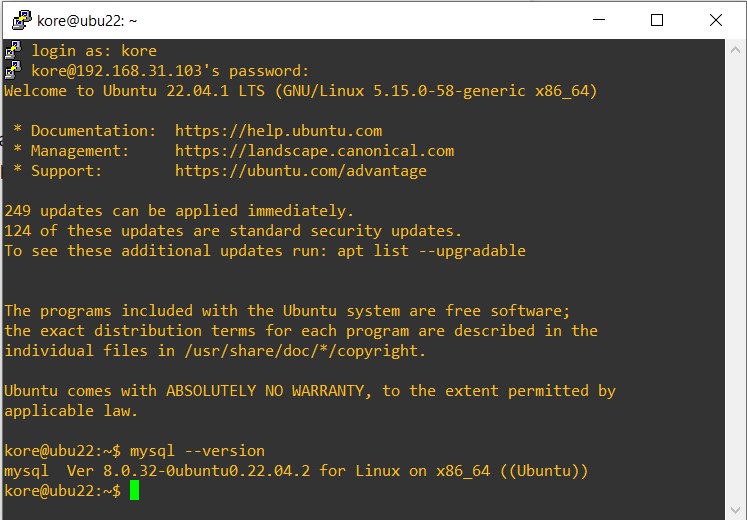 kore@ubu22: ~
login as: kore
kore@192.168.31.103's password:
Welcome to Ubuntu 22.04.1 LTS (GNU/Linux 5.15.0-58-generic x86_64)
* Documentation:  https://help.ubuntu.com
* Management:     https://landscape.canonical.com
* Support:        https://ubuntu.com/advantage
249 updates can be applied immediately.
124 of these updates are standard security updates.
To see these additional updates run: apt list --upgradable
The programs included with the Ubuntu system are free software;
the exact distribution terms for each program are described in the
individual files in /usr/share/doc/*/copyright.
Ubuntu comes with ABSOLUTELY NO WARRANTY, to the extent permitted by
applicable law.
kore@ubu22:~$ mysql --version
mysql  Ver 8.0.32-0ubuntu0.22.04.2 for Linux on x86_64 ((Ubuntu))
kore@ubu22:~$